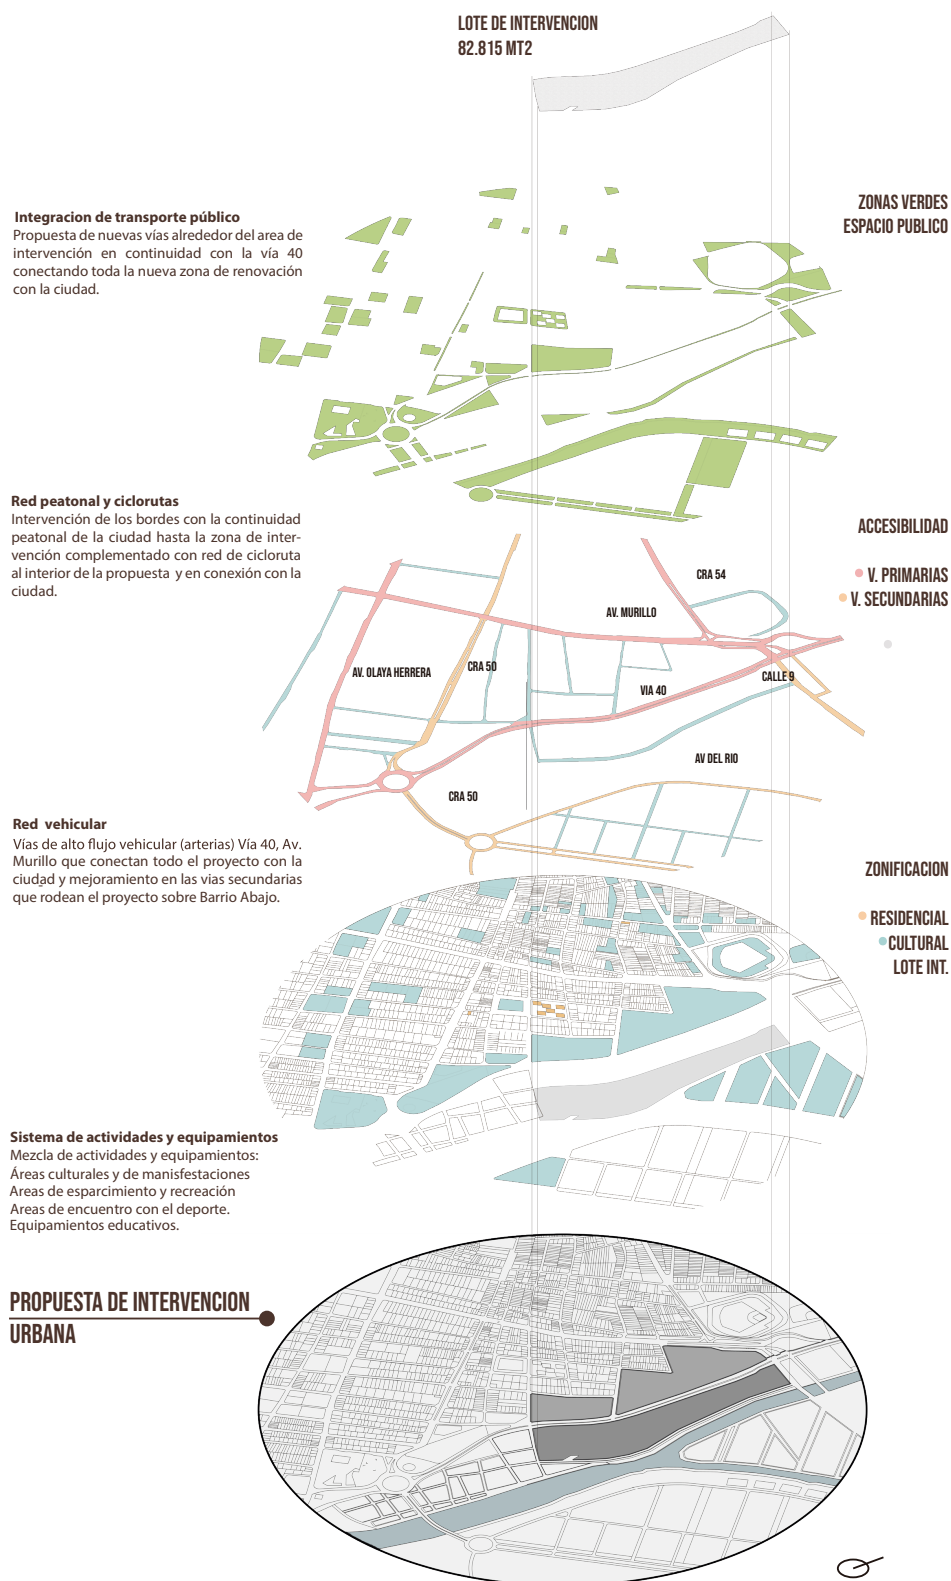 LOTE DE INTERVENCION
82.815 MT2
ZONAS VERDES
ESPACIO PUBLICO
Integracion de transporte público
Propuesta de nuevas vías alrededor del area de
intervención en continuidad con la vía 40
conectando toda la nueva zona de renovación
con la ciudad.
Red peatonal y ciclorutas
Intervención de los bordes con la continuidad
peatonal de la ciudad hasta la zona de inter-
vención complementado con red de cicloruta
al interior de la propuesta y en conexión con la
ciudad.
ACCESIBILIDAD
V. PRIMARIAS
V. SECUNDARIAS
CRA 54
AV. MURILLO
CRA 50
AV. OLAYA HERRERA
CALLE 9
VIA 40
AV DEL RIO
CRA 50
Red vehicular
Vías de alto flujo vehicular (arterias) Vía 40, Av.
Murillo que conectan todo el proyecto con la
ciudad y mejoramiento en las vias secundarias
que rodean el proyecto sobre Barrio Abajo.
ZONIFICACION
RESIDENCIAL
CULTURAL
LOTE INT.
Sistema de actividades y equipamientos
Mezcla de actividades y equipamientos:
Áreas culturales y de manisfestaciones
Areas de esparcimiento y recreación
Areas de encuentro con el deporte.
Equipamientos educativos.
PROPUESTA DE INTERVENCION
URBANA